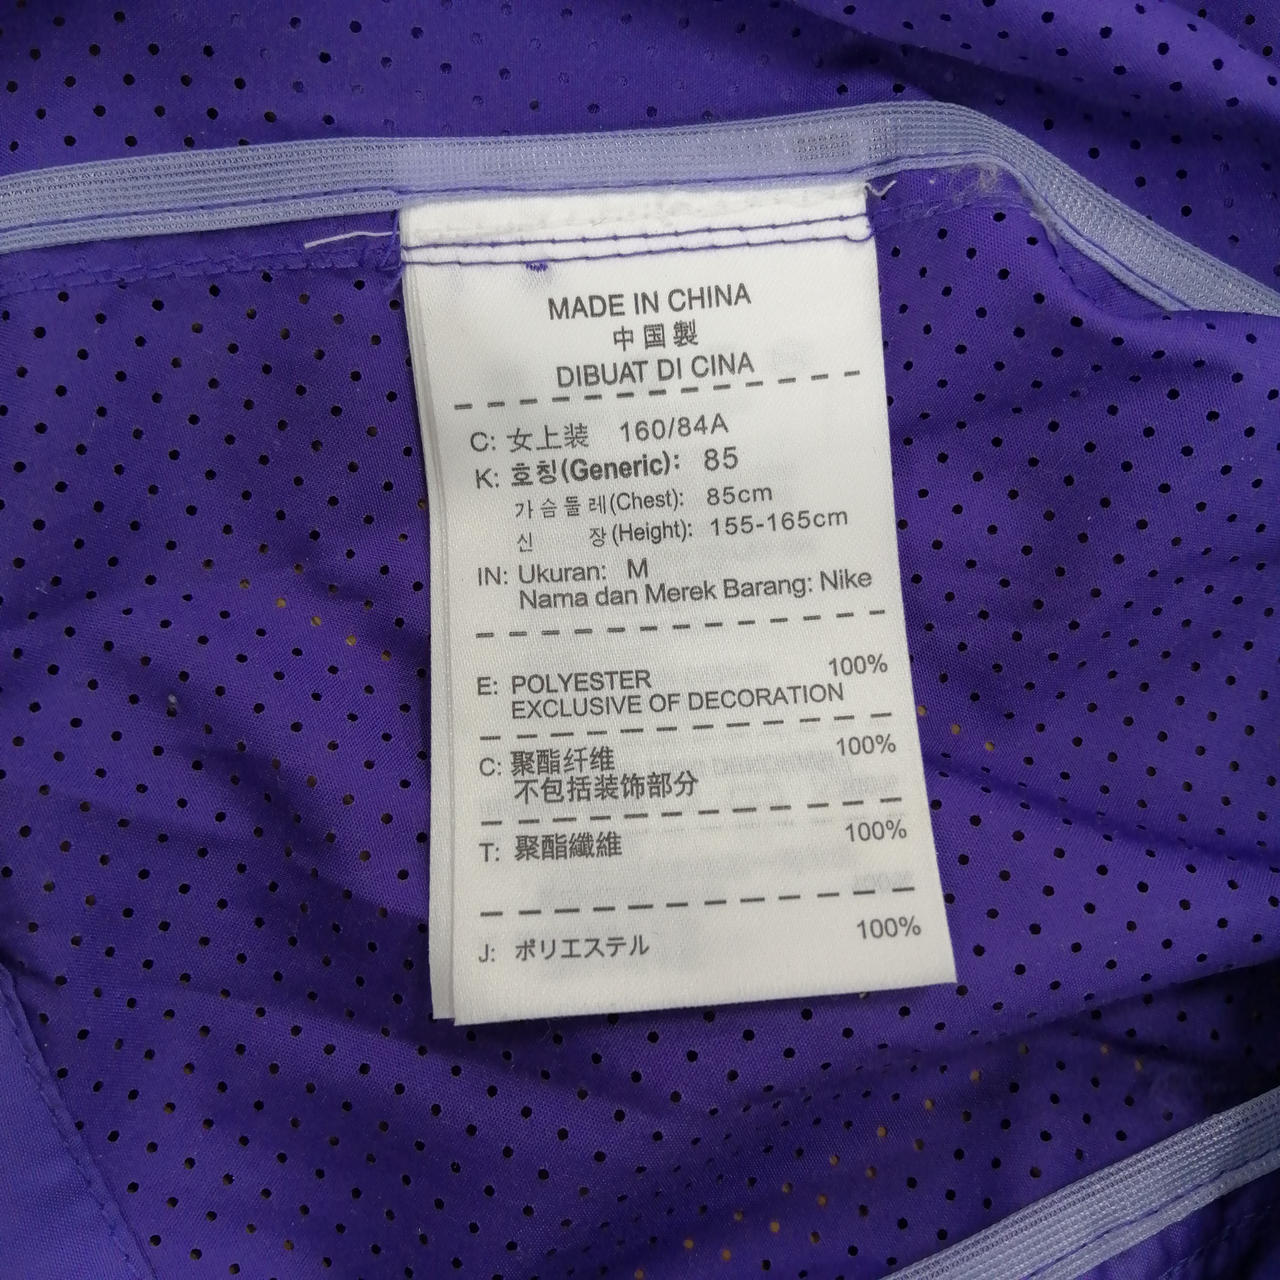 MADE IN CHINA
中国製
DIBUAT DI CINA
C: 女上装 160/84A
K: 호칭(Generic): 85
가슴둘레(Chest): 85cm
신 장(Height): 155-165cm
IN: Ukuran: M
Nama dan Merek Barang: Nike
E: POLYESTER 100%
EXCLUSIVE OF DECORATION
C: 聚酯纤维 100%
不包括装饰部分
T: 聚酯纖維 100%
J: ポリエステル 100%